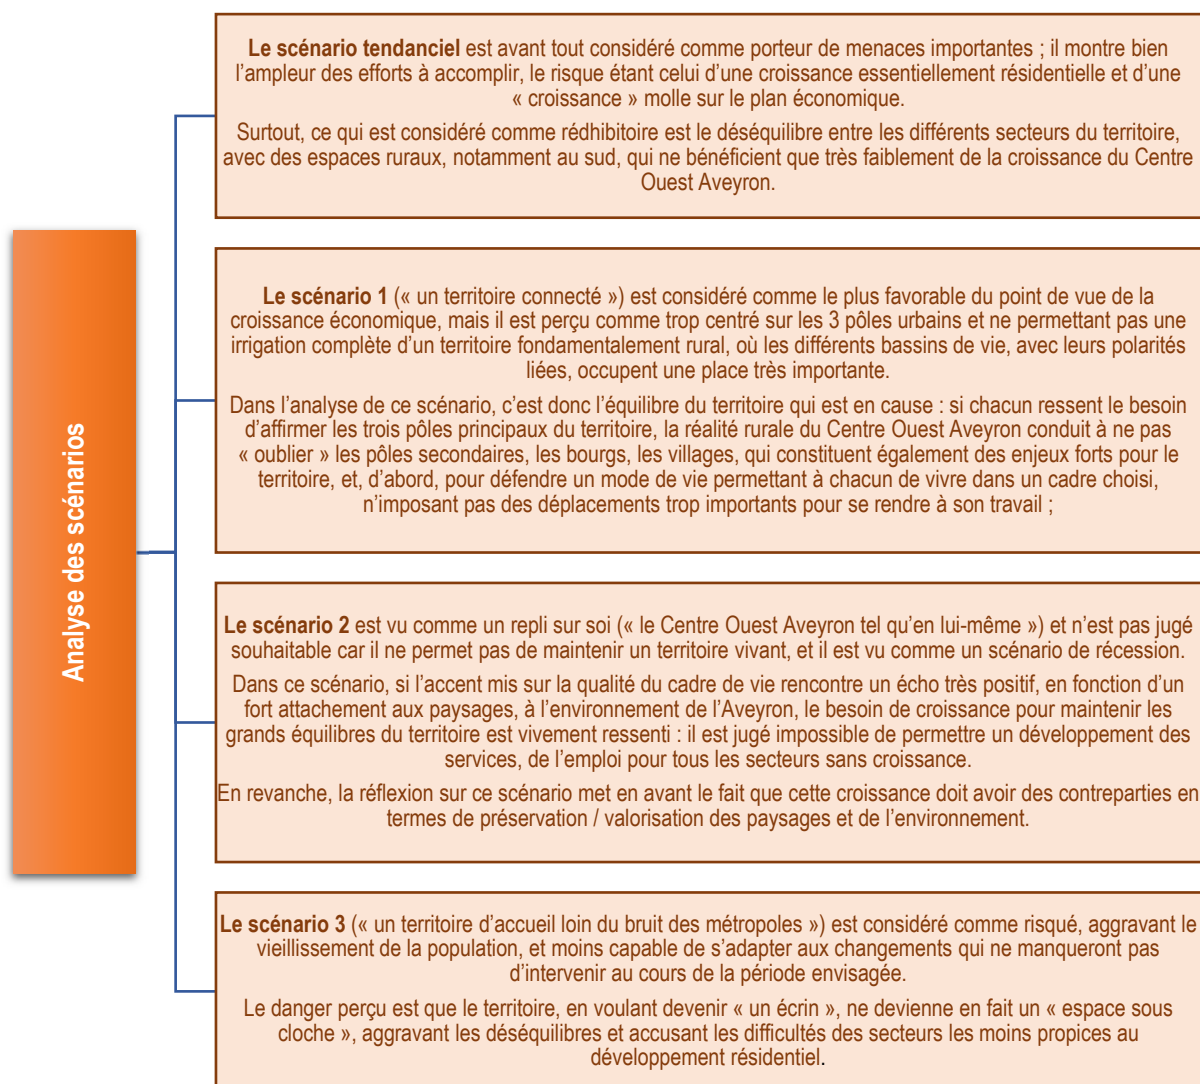 Analyse des scénarios
Le scénario tendanciel est avant tout considéré comme porteur de menaces importantes ; il montre bien
l'ampleur des efforts à accomplir, le risque étant celui d'une croissance essentiellement résidentielle et d'une
« croissance » molle sur le plan économique.
Surtout, ce qui est considéré comme rédhibitoire est le déséquilibre entre les différents secteurs du territoire,
avec des espaces ruraux, notamment au sud, qui ne bénéficient que très faiblement de la croissance du Centre
Ouest Aveyron.
Le scénario 1 (« un territoire connecté ») est considéré comme le plus favorable du point de vue de la
croissance économique, mais il est perçu comme trop centré sur les 3 pôles urbains et ne permettant pas une
irrigation complète d'un territoire fondamentalement rural, où les différents bassins de vie, avec leurs polarités
liées, occupent une place très importante.
Dans l'analyse de ce scénario, c'est donc l'équilibre du territoire qui est en cause : si chacun ressent le besoin
d'affirmer les trois pôles principaux du territoire, la réalité rurale du Centre Ouest Aveyron conduit à ne pas
« oublier » les pôles secondaires, les bourgs, les villages, qui constituent également des enjeux forts pour le
territoire, et, d'abord, pour défendre un mode de vie permettant à chacun de vivre dans un cadre choisi,
n'imposant pas des déplacements trop importants pour se rendre à son travail ;
Le scénario 2 est vu comme un repli sur soi (« le Centre Ouest Aveyron tel qu'en lui-même ») et n'est pas jugé
souhaitable car il ne permet pas de maintenir un territoire vivant, et il est vu comme un scénario de récession.
Dans ce scénario, si l'accent mis sur la qualité du cadre de vie rencontre un écho très positif, en fonction d'un
fort attachement aux paysages, à l'environnement de l'Aveyron, le besoin de croissance pour maintenir les
grands équilibres du territoire est vivement ressenti : il est jugé impossible de permettre un développement des
services, de l'emploi pour tous les secteurs sans croissance.
En revanche, la réflexion sur ce scénario met en avant le fait que cette croissance doit avoir des contreparties en
termes de préservation / valorisation des paysages et de l'environnement.
Le scénario 3 (« un territoire d'accueil loin du bruit des métropoles ») est considéré comme risqué, aggravant le
vieillissement de la population, et moins capable de s'adapter aux changements qui ne manqueront pas
d'intervenir au cours de la période envisagée.
Le danger perçu est que le territoire, en voulant devenir « un écrin », ne devienne en fait un « espace sous
cloche », aggravant les déséquilibres et accusant les difficultés des secteurs les moins propices au
développement résidentiel.